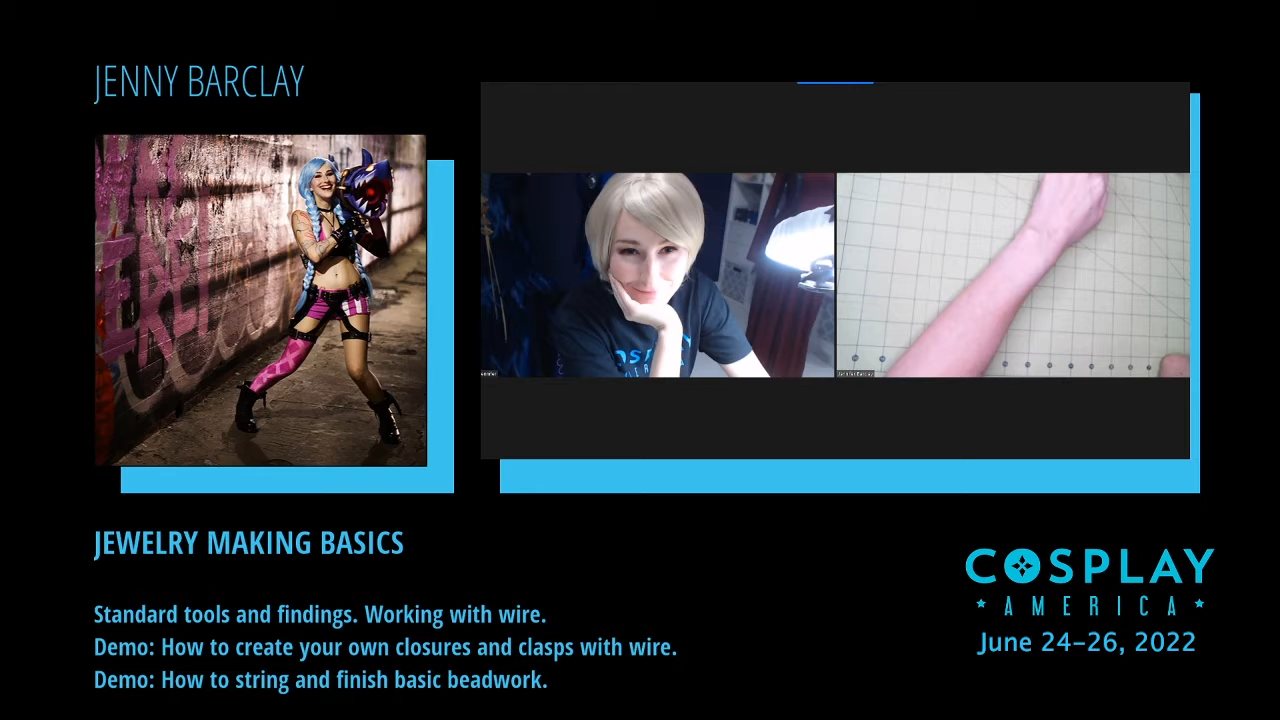 JENNY BARCLAY
COSPLAY
JEWELRY MAKING BASICS
Standard tools and findings. Working with wire.
Demo: How to create your own closures and clasps with wire.
Demo: How to string and finish basic beadwork.
COSPLAY
AMERICA
June 24–26, 2022